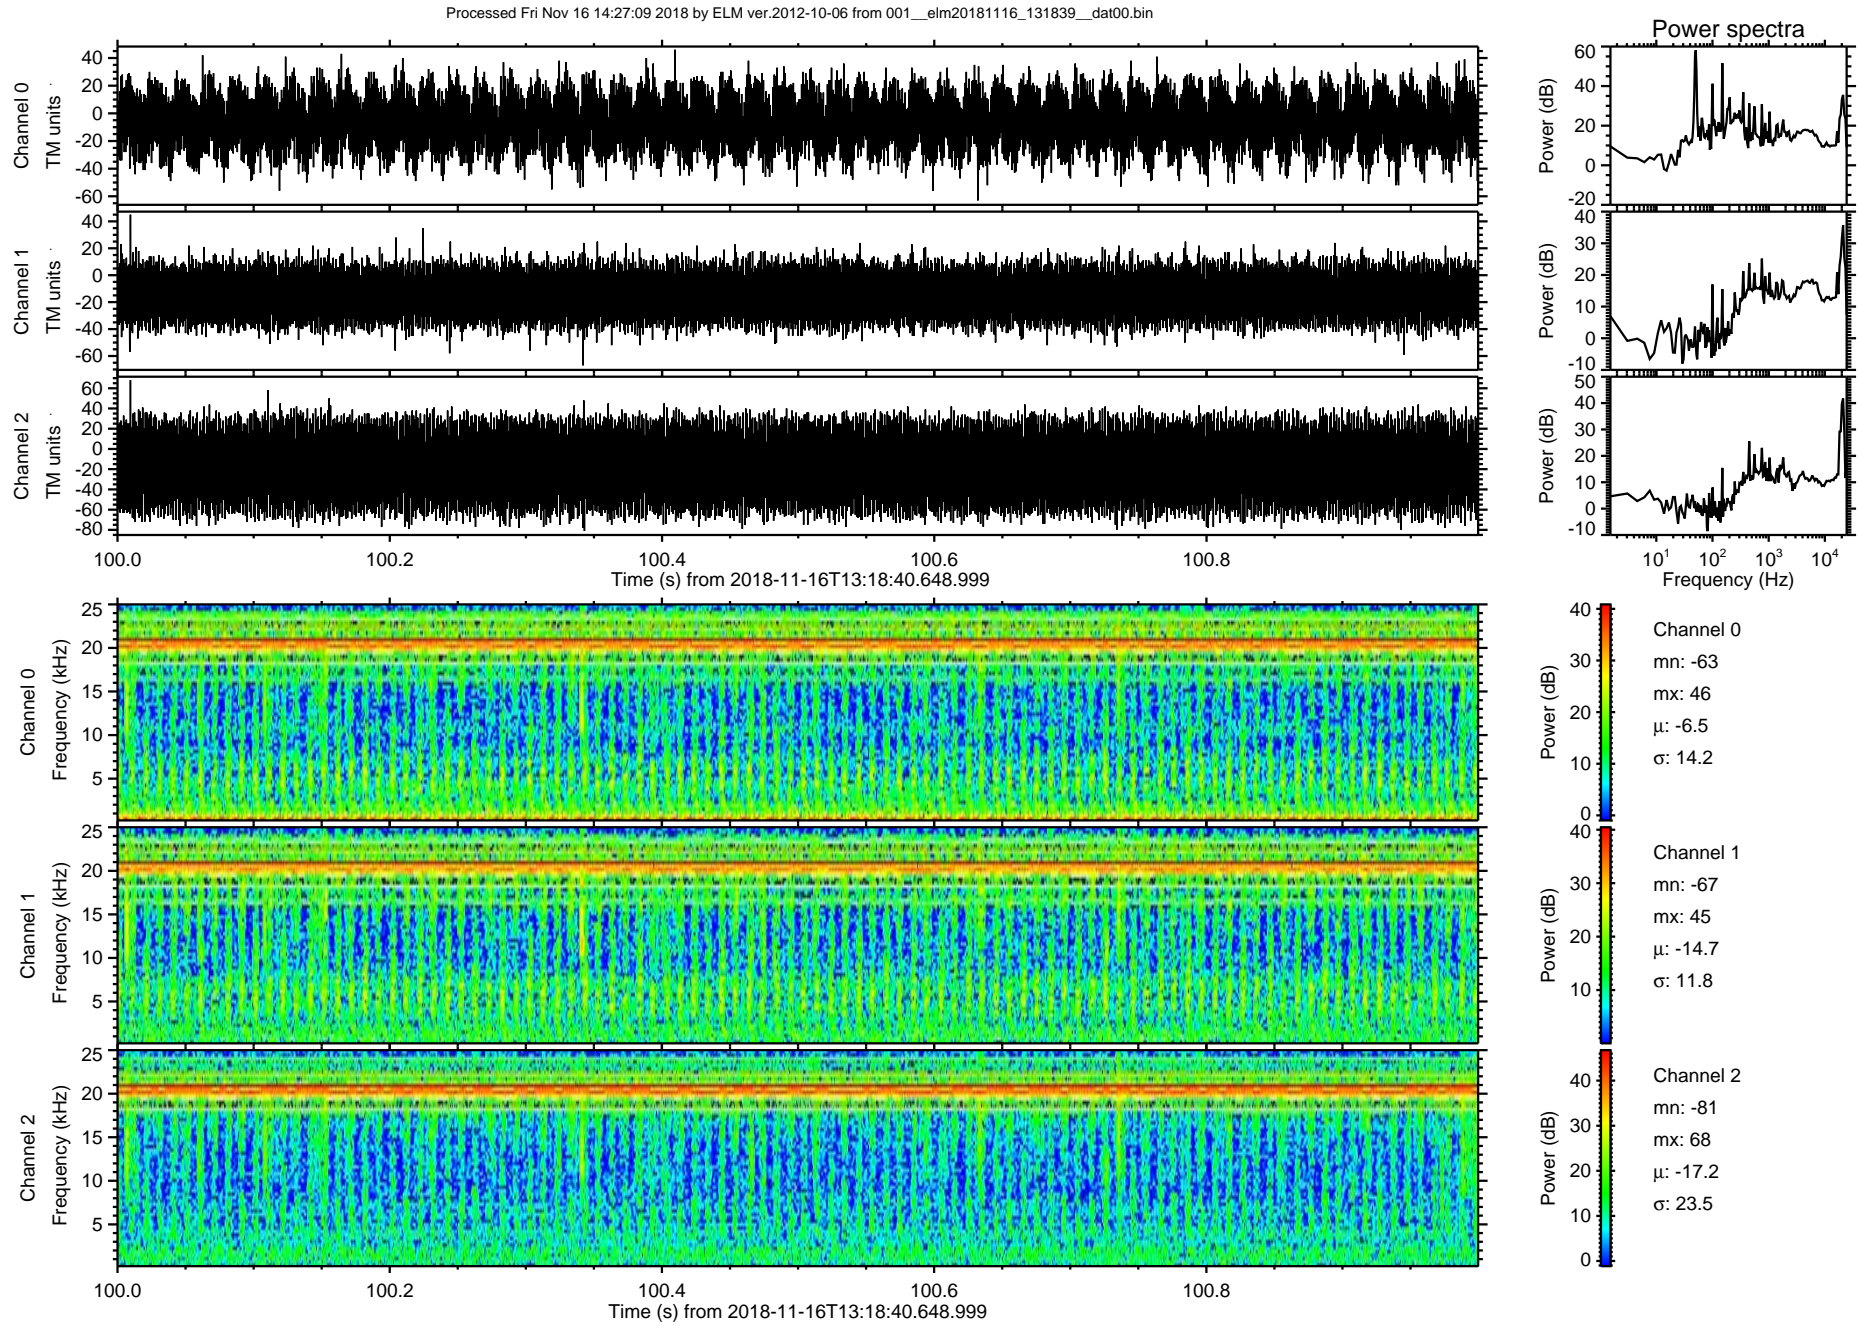 Processed Fri Nov 16 14:27:09 2018 by ELM ver.2012-10-06 from 001__elm20181116_131839__dat00.bin
Power spectra
Channel 0
TM units
40
20
0
-20
-40
-60
Power (dB)
60
40
20
0
-20
Channel 1
TM units
40
20
0
-20
-40
-60
Power (dB)
40
30
20
10
0
-10
Channel 2
TM units
60
40
20
0
-20
-40
-60
-80
Power (dB)
50
40
30
20
10
0
-10
100.0 100.2 100.4 100.6 100.8
Time (s) from 2018-11-16T13:18:40.648.999
10^1 10^2 10^3 10^4
Frequency (Hz)
Channel 0
Frequency (kHz)
25
20
15
10
5
Power (dB)
40
30
20
10
0
Channel 0
mn: -63
mx: 46
μ: -6.5
σ: 14.2
Channel 1
Frequency (kHz)
25
20
15
10
5
Power (dB)
40
30
20
10
Channel 1
mn: -67
mx: 45
μ: -14.7
σ: 11.8
Channel 2
Frequency (kHz)
25
20
15
10
5
Power (dB)
40
30
20
10
0
Channel 2
mn: -81
mx: 68
μ: -17.2
σ: 23.5
100.0 100.2 100.4 100.6 100.8
Time (s) from 2018-11-16T13:18:40.648.999